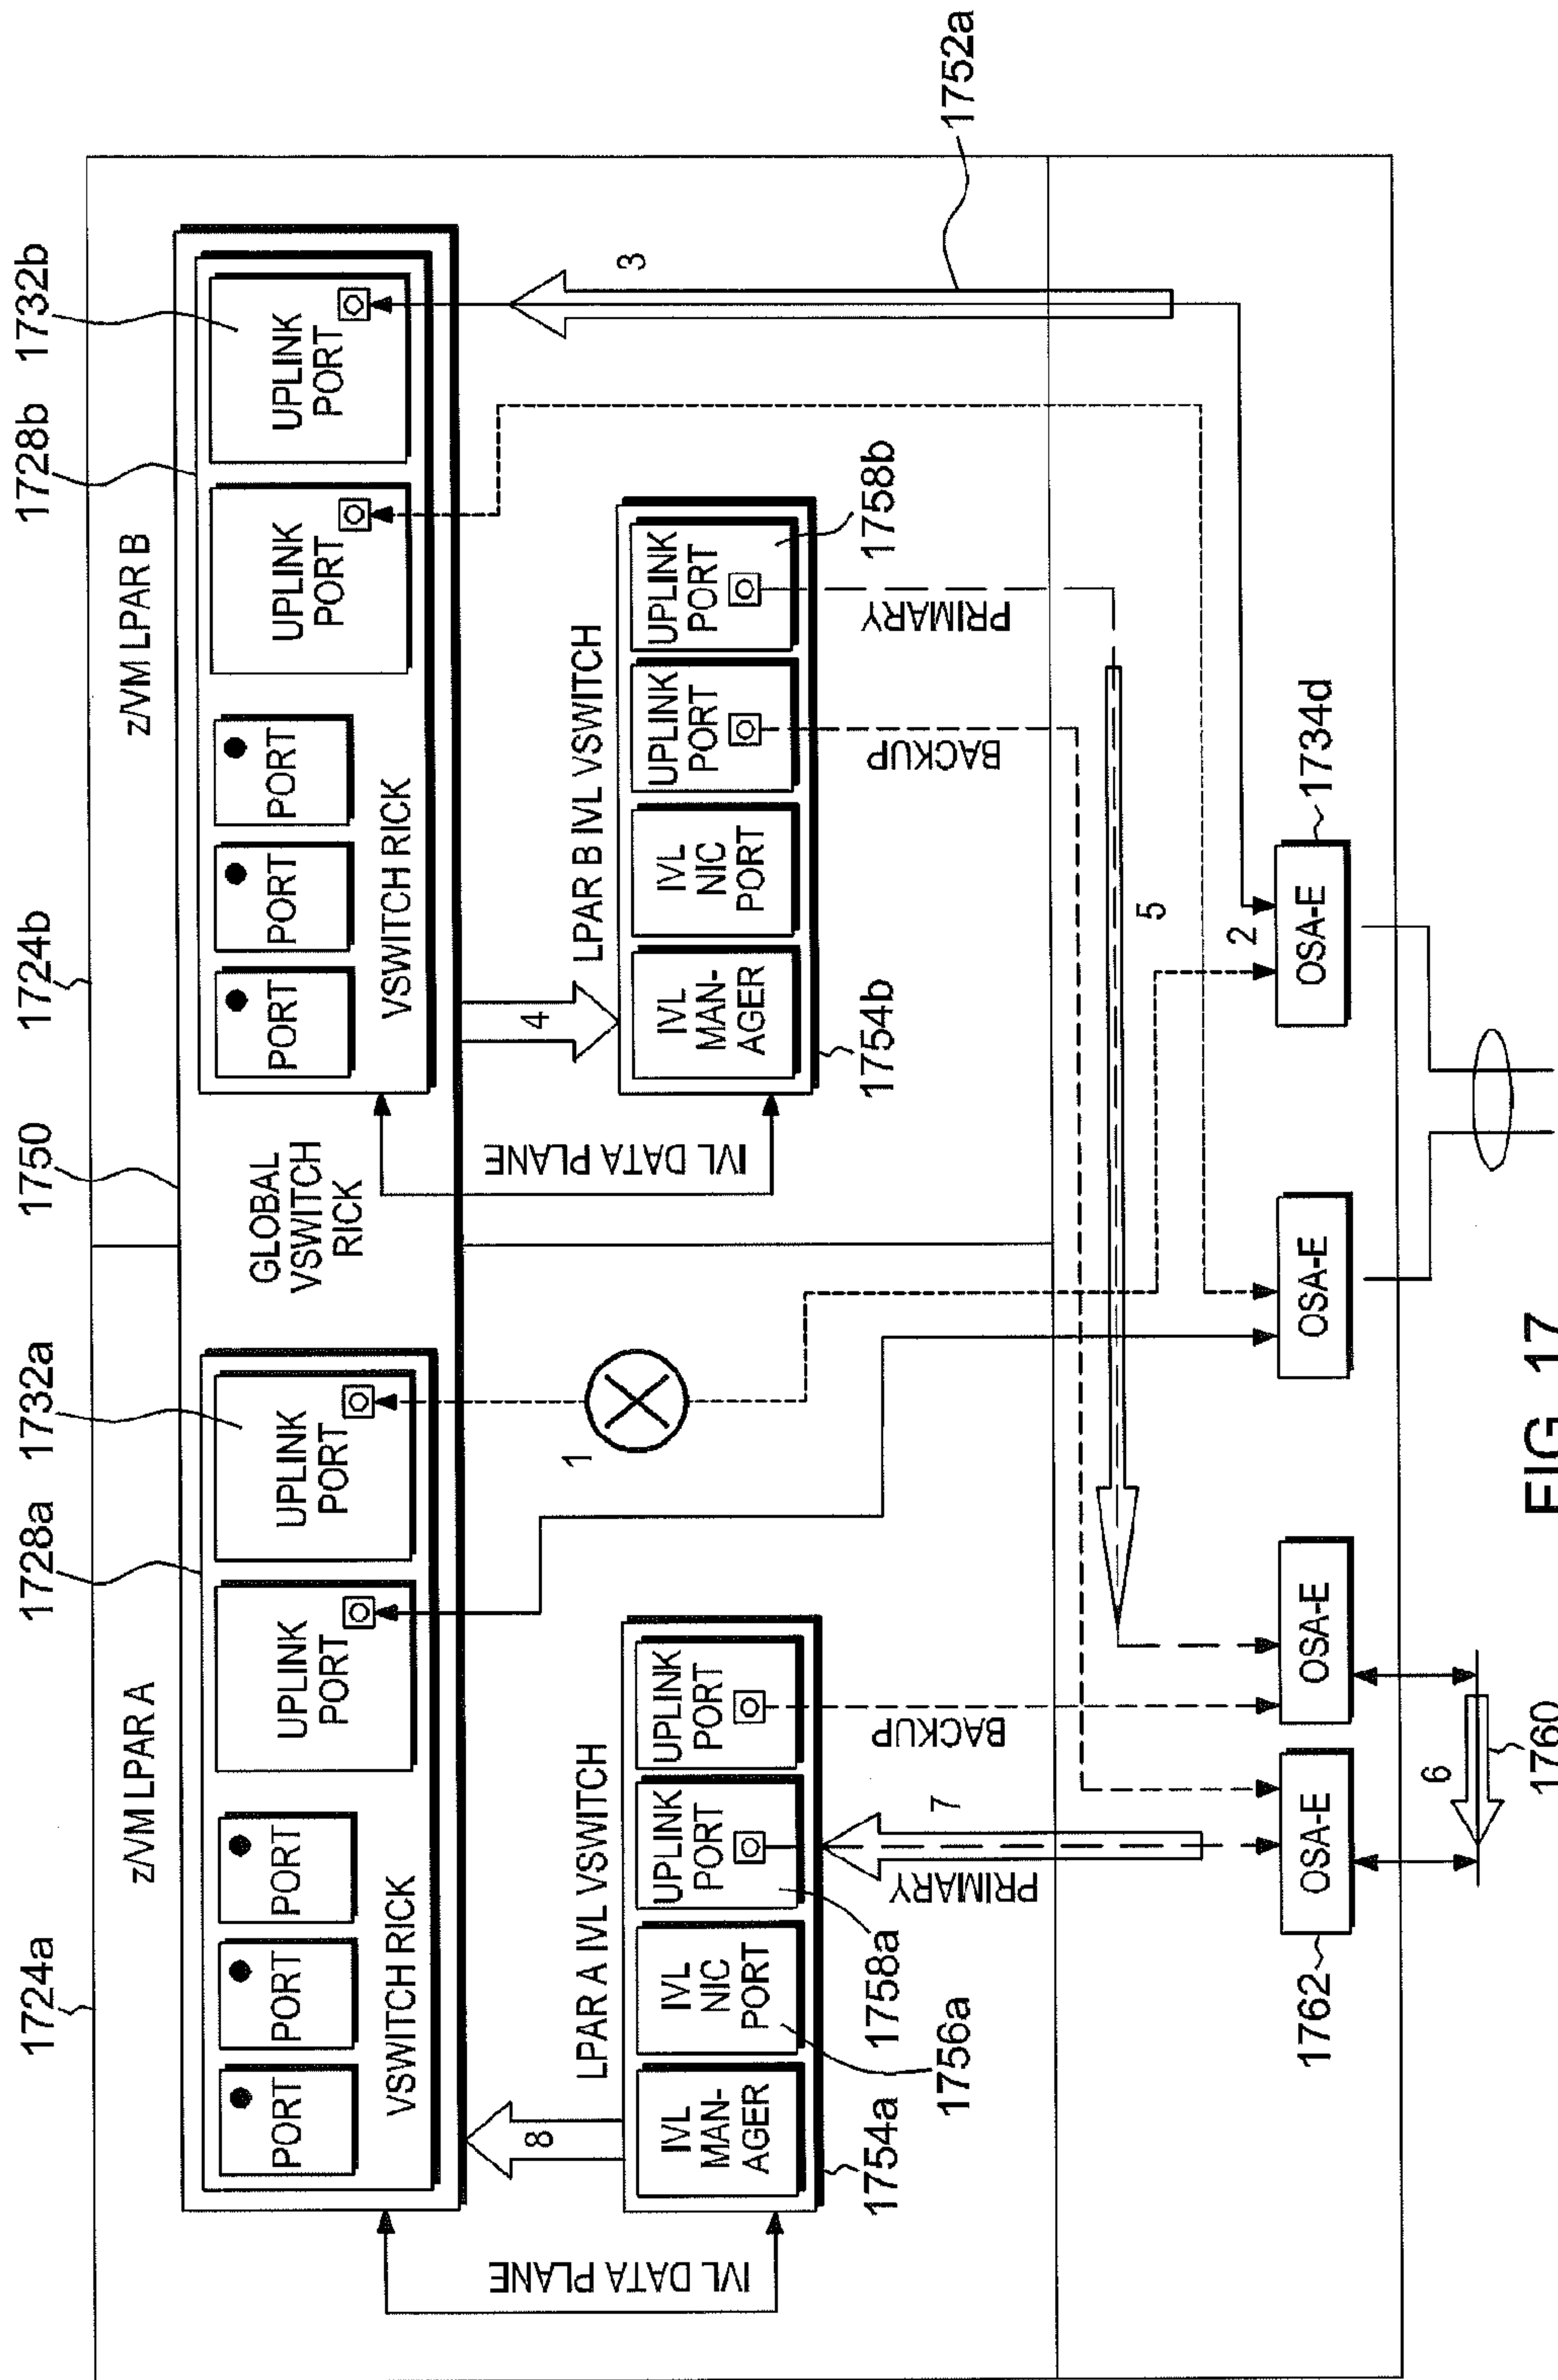 1724a
1728a
1732a
1750
1724b
1728b
1732b
z/VM LPAR A
z/VM LPAR B
PORT
PORT
PORT
UPLINK
PORT
UPLINK
PORT
VSWITCH RICK
GLOBAL
VSWITCH
RICK
PORT
PORT
PORT
UPLINK
PORT
UPLINK
PORT
VSWITCH RICK
IVL DATA PLANE
8
LPAR A IVL VSWITCH
IVL
MAN-
AGER
IVL
NIC
PORT
UPLINK
PORT
UPLINK
PORT
1754a
1756a
1758a
PRIMARY
7
BACKUP
1
IVL DATA PLANE
4
LPAR B IVL VSWITCH
IVL
MAN-
AGER
IVL
NIC
PORT
UPLINK
PORT
UPLINK
PORT
1754b
1758b
BACKUP
PRIMARY
3
1752a
5
2
1762
OSA-E
OSA-E
OSA-E
OSA-E
1734d
6
1760
FIG. 17